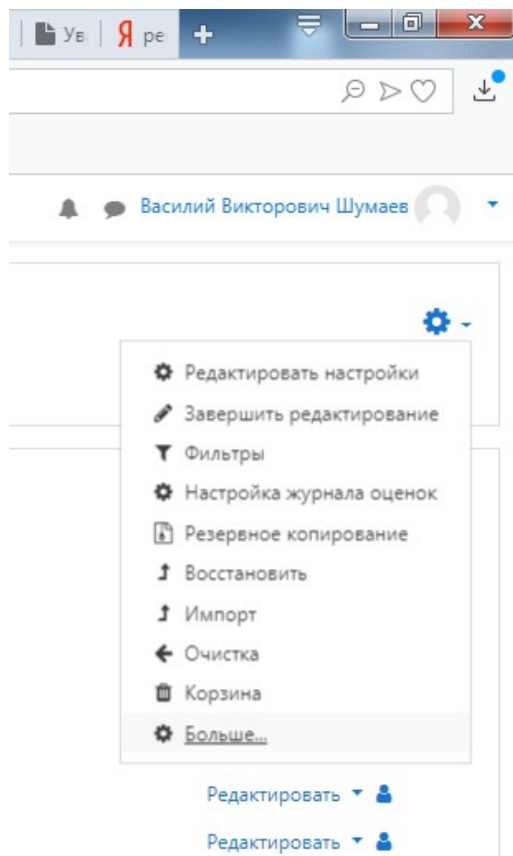 Ув. Я ре
Василий Викторович Шумаев
Редактировать настройки
Завершить редактирование
Фильтры
Настройка журнала оценок
Резервное копирование
Восстановить
Импорт
Очистка
Корзина
Больше...
Редактировать
Редактировать